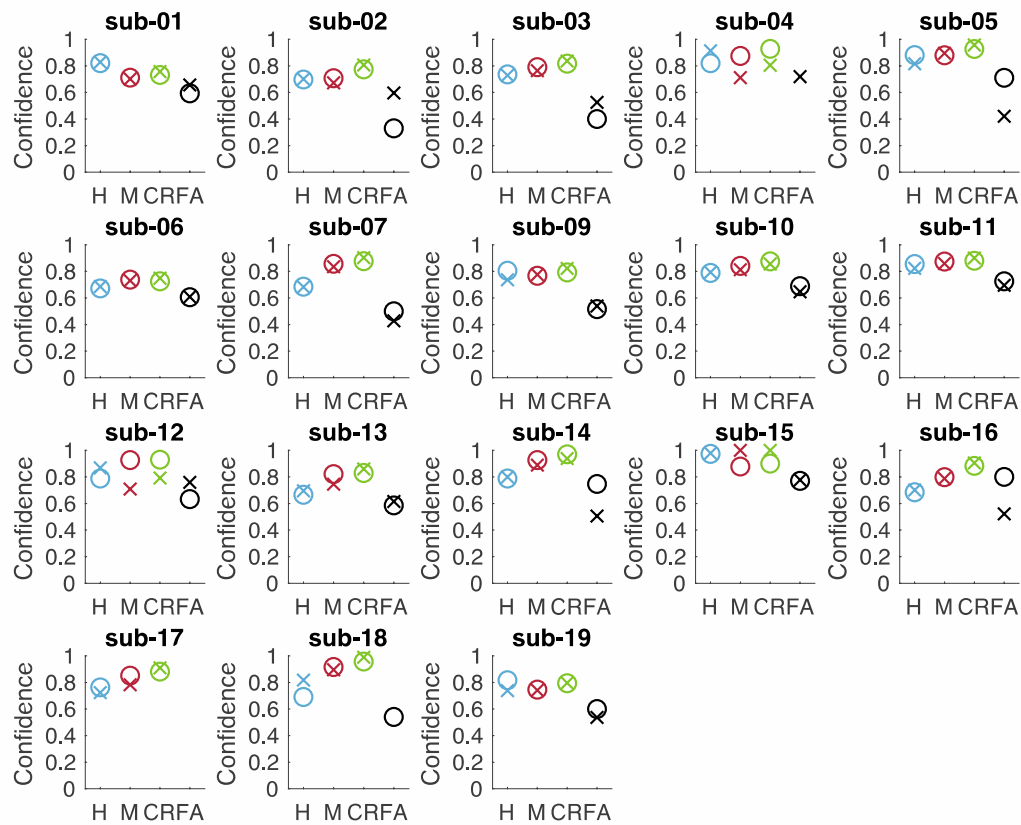 sub-01 sub-02 sub-03 sub-04 sub-05
Confidence Confidence Confidence Confidence Confidence
1 1 1 1 1
0.8 0.8 0.8 0.8 0.8
0.6 0.6 0.6 0.6 0.6
0.4 0.4 0.4 0.4 0.4
0.2 0.2 0.2 0.2 0.2
0 0 0 0 0
H M CRFA H M CRFA H M CRFA H M CRFA H M CRFA
sub-06 sub-07 sub-09 sub-10 sub-11
Confidence Confidence Confidence Confidence Confidence
1 1 1 1 1
0.8 0.8 0.8 0.8 0.8
0.6 0.6 0.6 0.6 0.6
0.4 0.4 0.4 0.4 0.4
0.2 0.2 0.2 0.2 0.2
0 0 0 0 0
H M CRFA H M CRFA H M CRFA H M CRFA H M CRFA
sub-12 sub-13 sub-14 sub-15 sub-16
Confidence Confidence Confidence Confidence Confidence
1 1 1 1 1
0.8 0.8 0.8 0.8 0.8
0.6 0.6 0.6 0.6 0.6
0.4 0.4 0.4 0.4 0.4
0.2 0.2 0.2 0.2 0.2
0 0 0 0 0
H M CRFA H M CRFA H M CRFA H M CRFA H M CRFA
sub-17 sub-18 sub-19
Confidence Confidence Confidence
1 1 1
0.8 0.8 0.8
0.6 0.6 0.6
0.4 0.4 0.4
0.2 0.2 0.2
0 0 0
H M CRFA H M CRFA H M CRFA